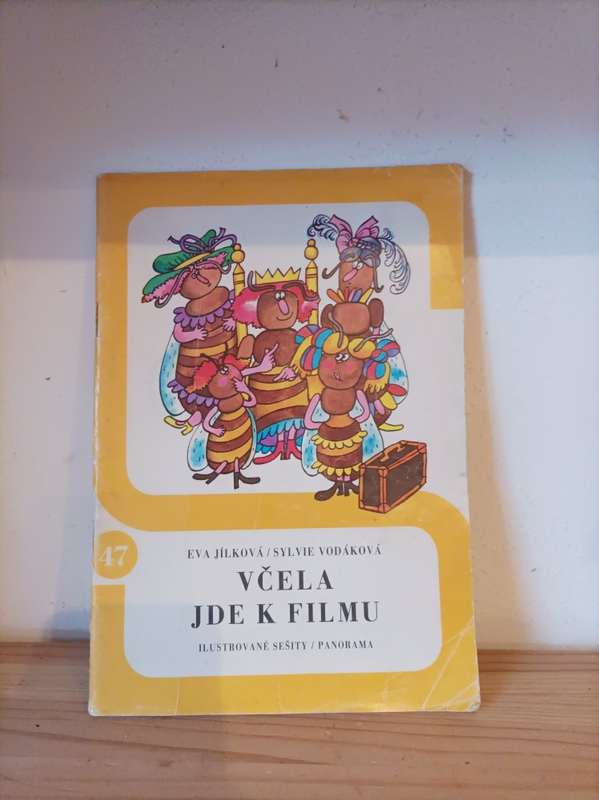 47
EVA JÍLKOVÁ / SYLVIE VODÁKOVÁ
VČELA
JDE K FILMU
ILUSTROVANÉ SEŠITY / PANORAMA